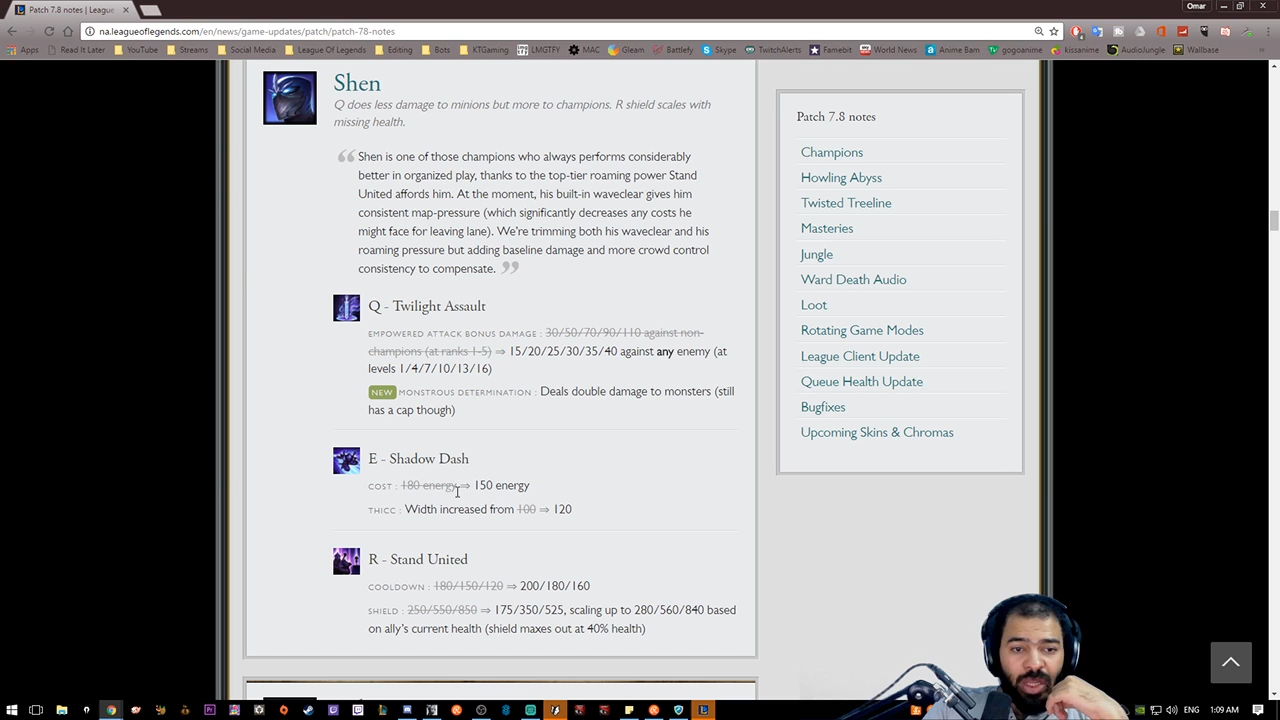 Patch 7.8 notes | League
Omar
na.leagueoflegends.com/en/news/game-updates/patch/patch-78-notes
Apps Read It Later YouTube Streams Social Media League Of Legends Editing Bots KTGaming LMGTFY MAC Gleam Battlefy Skype TwitchAlerts Famebit World News Anime Bam gogoanime kissanime AudioJungle Wallbase
Shen
Q does less damage to minions but more to champions. R shield scales with
missing health.
Shen is one of those champions who always performs considerably
better in organized play, thanks to the top-tier roaming power Stand
United affords him. At the moment, his built-in waveclear gives him
consistent map-pressure (which significantly decreases any costs he
might face for leaving lane). We're trimming both his waveclear and his
roaming pressure but adding baseline damage and more crowd control
consistency to compensate.
Q - Twilight Assault
EMPOWERED ATTACK BONUS DAMAGE : 30/50/70/90/110 against non-
champions (at ranks 1-5) ⇒ 15/20/25/30/35/40 against any enemy (at
levels 1/4/7/10/13/16)
NEW MONSTROUS DETERMINATION : Deals double damage to monsters (still
has a cap though)
E - Shadow Dash
COST : 180 energy ⇒ 150 energy
THICC : Width increased from 100 ⇒ 120
R - Stand United
COOLDOWN : 180/150/120 ⇒ 200/180/160
SHIELD : 250/550/850 ⇒ 175/350/525, scaling up to 280/560/840 based
on ally's current health (shield maxes out at 40% health)
Patch 7.8 notes
Champions
Howling Abyss
Twisted Treeline
Masteries
Jungle
Ward Death Audio
Loot
Rotating Game Modes
League Client Update
Queue Health Update
Bugfixes
Upcoming Skins & Chromas
ENG 1:09 AM